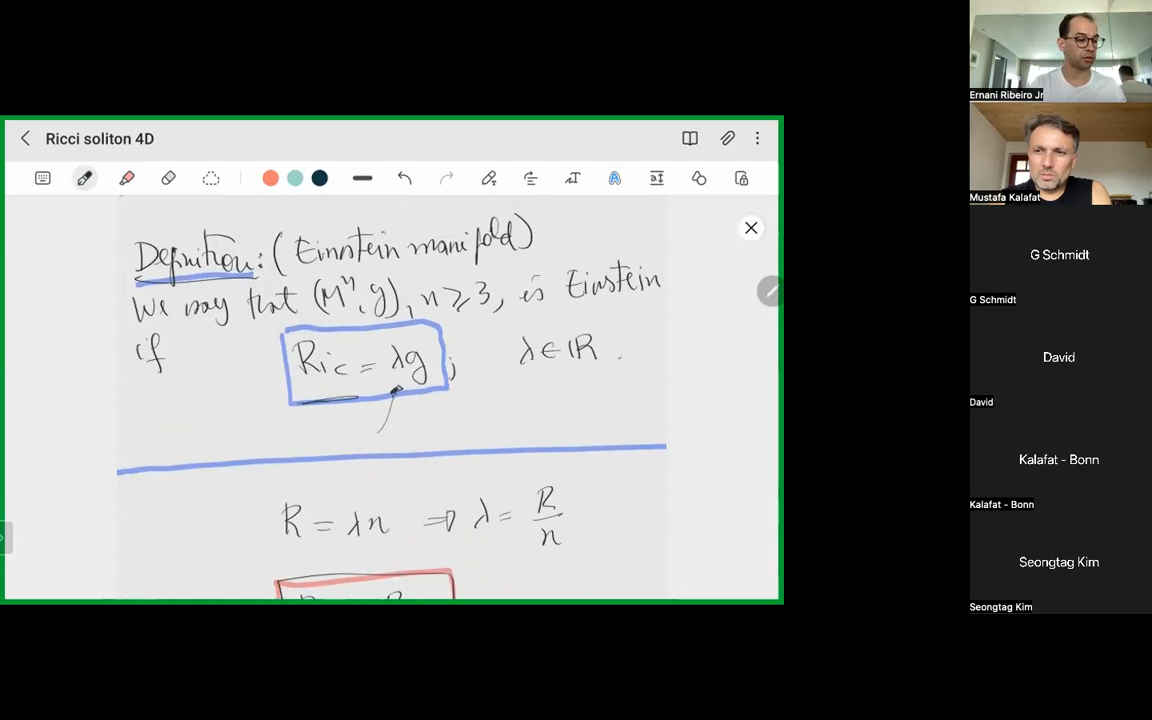 Ricci soliton 4D
Definition: (Einstein manifold)
We say that (Mⁿ, g), n ≥ 3, is Einstein
if Ric = λg ; λ ∈ ℝ .
R = λn ⇒ λ = R/n
Ernani Ribeiro Jr
Mustafa Kalafat
G Schmidt
G Schmidt
David
David
Kalafat - Bonn
Kalafat - Bonn
Seongtag Kim
Seongtag Kim